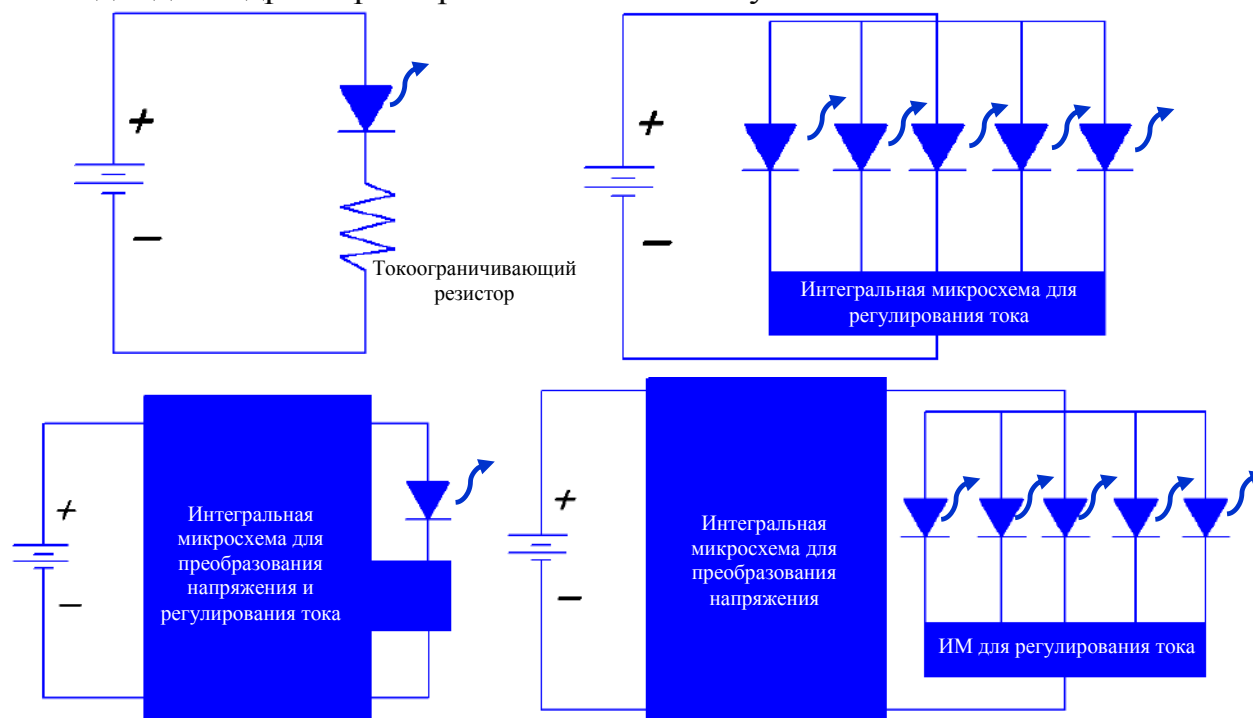 +
−
Токоограничивающий
резистор
+
−
Интегральная микросхема для
регулирования тока
+
−
Интегральная
микросхема для
преобразования
напряжения и
регулирования тока
+
−
Интегральная
микросхема для
преобразования
напряжения
ИМ для регулирования тока